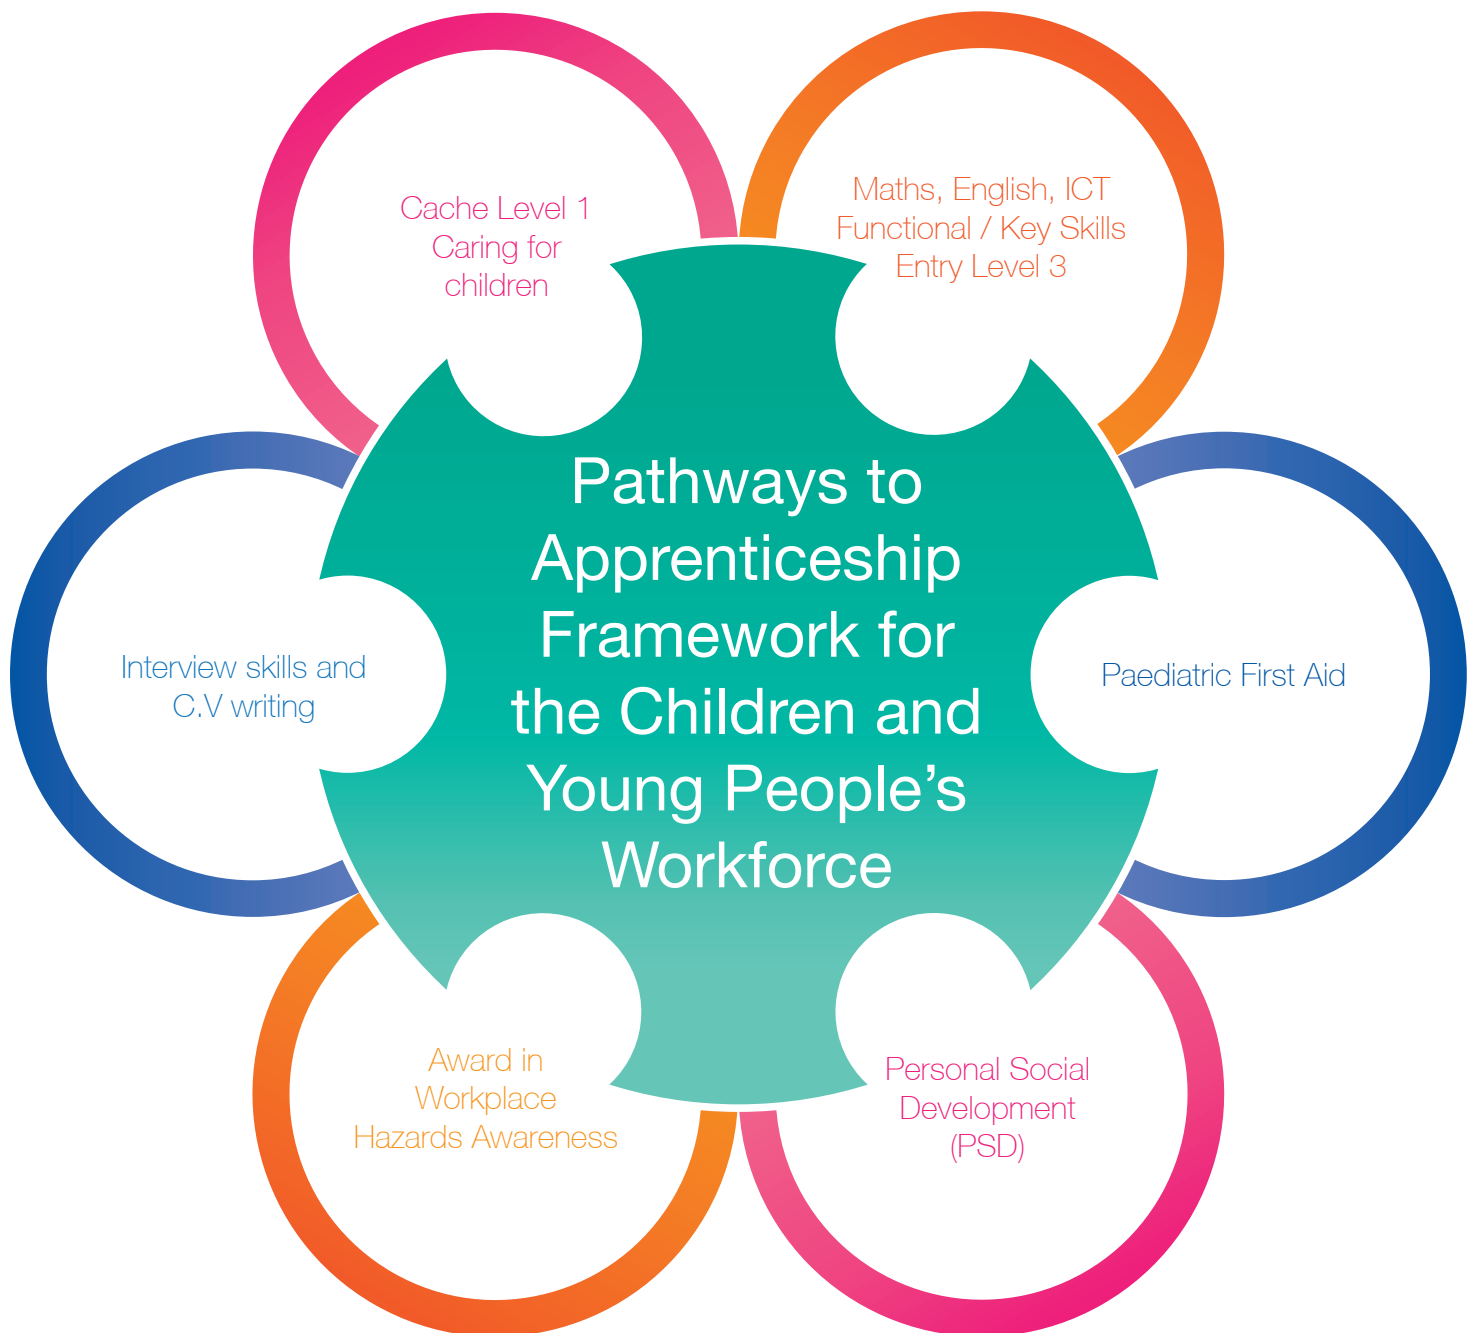 Cache Level 1
Caring for
children
Maths, English, ICT
Functional / Key Skills
Entry Level 3
Pathways to
Apprenticeship
Framework for
the Children and
Young People’s
Workforce
Interview skills and
C.V writing
Paediatric First Aid
Award in
Workplace
Hazards Awareness
Personal Social
Development
(PSD)